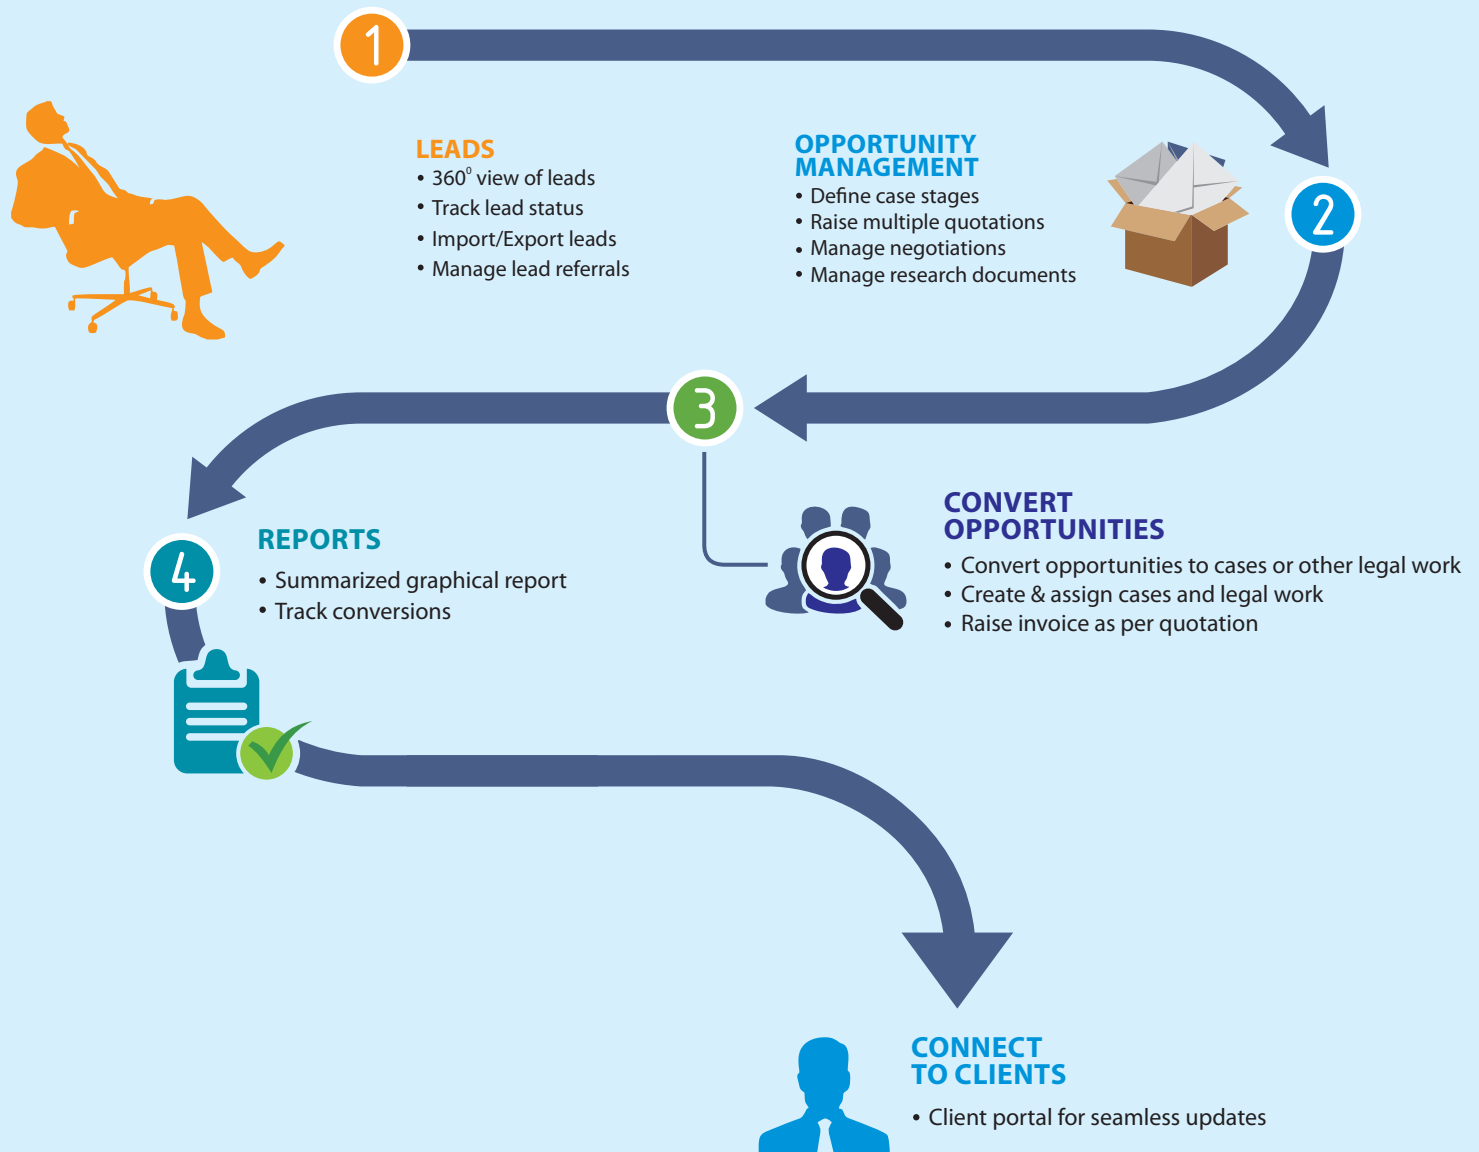 1
LEADS
• 360⁰ view of leads
• Track lead status
• Import/Export leads
• Manage lead referrals
OPPORTUNITY
MANAGEMENT
• Define case stages
• Raise multiple quotations
• Manage negotiations
• Manage research documents
2
3
CONVERT
OPPORTUNITIES
• Convert opportunities to cases or other legal work
• Create & assign cases and legal work
• Raise invoice as per quotation
4
REPORTS
• Summarized graphical report
• Track conversions
CONNECT
TO CLIENTS
• Client portal for seamless updates